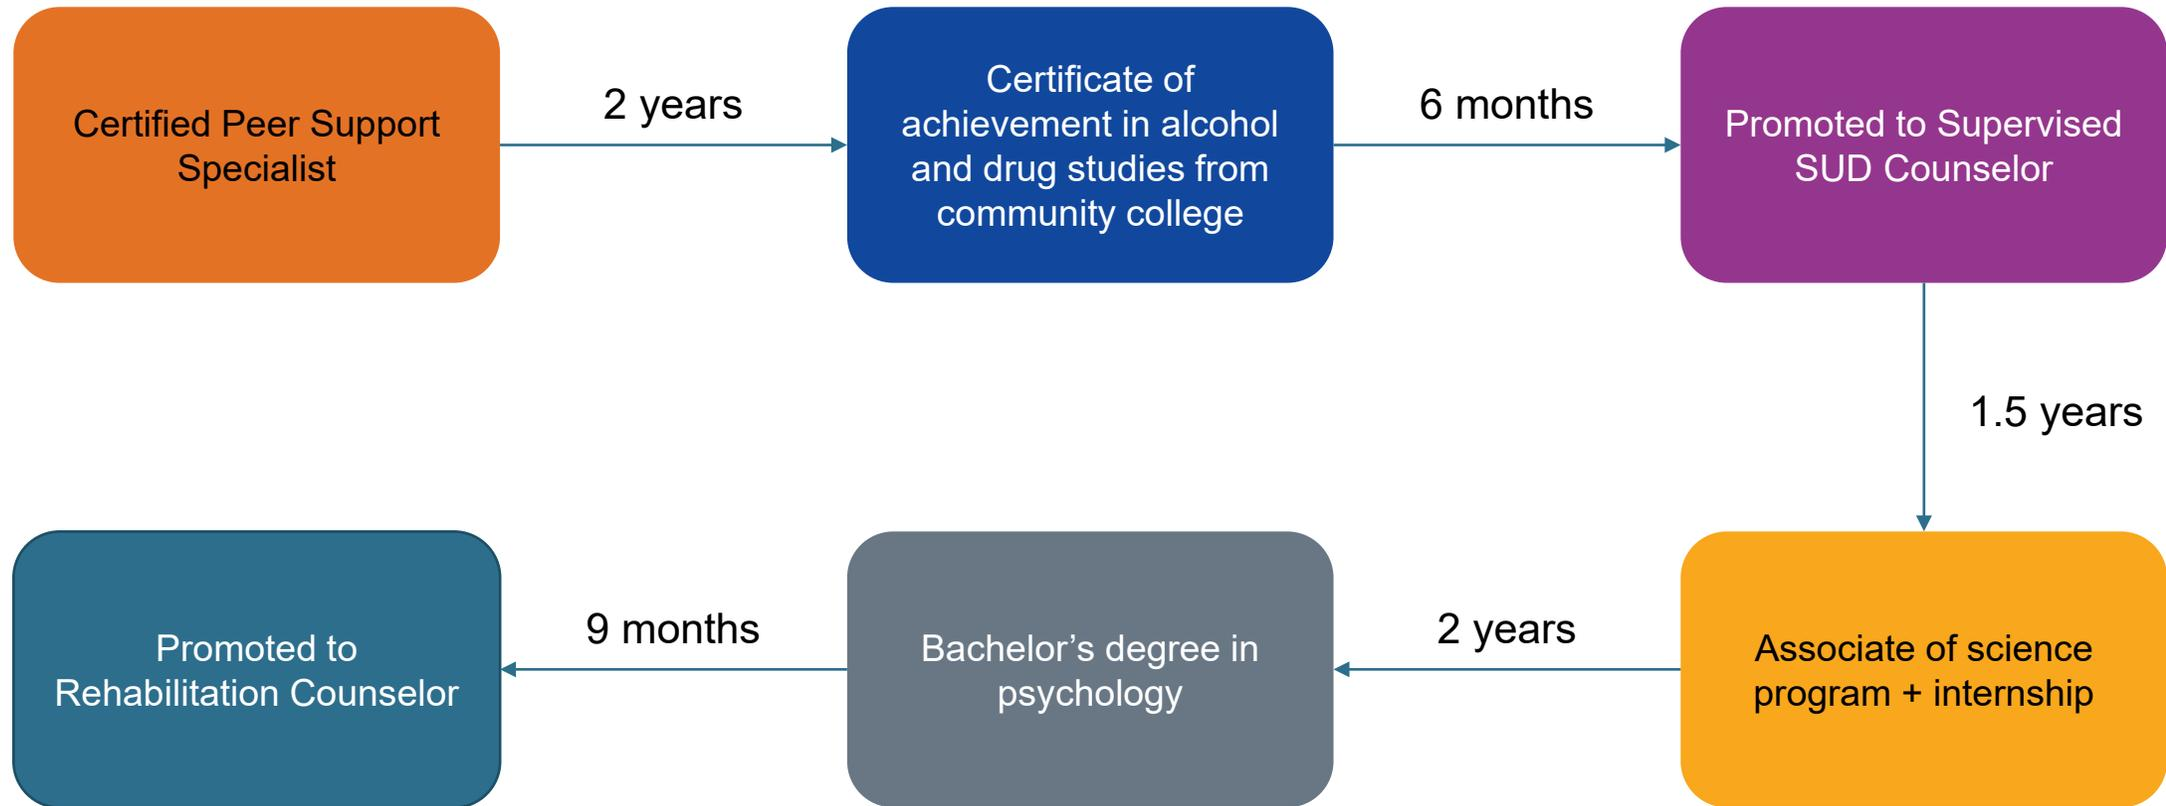 Certified Peer Support
Specialist
2 years
Certificate of
achievement in alcohol
and drug studies from
community college
6 months
Promoted to Supervised
SUD Counselor
1.5 years
Associate of science
program + internship
2 years
Bachelor’s degree in
psychology
9 months
Promoted to
Rehabilitation Counselor